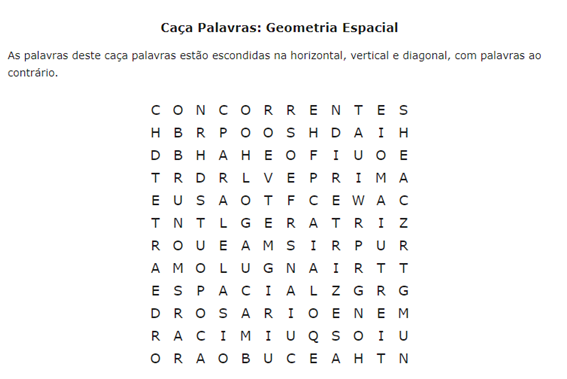 Caça Palavras: Geometria Espacial
As palavras deste caça palavras estão escondidas na horizontal, vertical e diagonal, com palavras ao
contrário.
C O N C O R R E N T E S
H B R P O O S H D A I H
D B H A H E O F I U O E
T R D R L V E P R I M A
E U S A O T F C E W A C
T N T L G E R A T R I Z
R O U E A M S I R P U R
A M O L U G N A I R T T
E S P A C I A L Z G R G
D R O S A R I O E N E M
R A C I M I U Q S O I U
O R A O B U C E A H T N